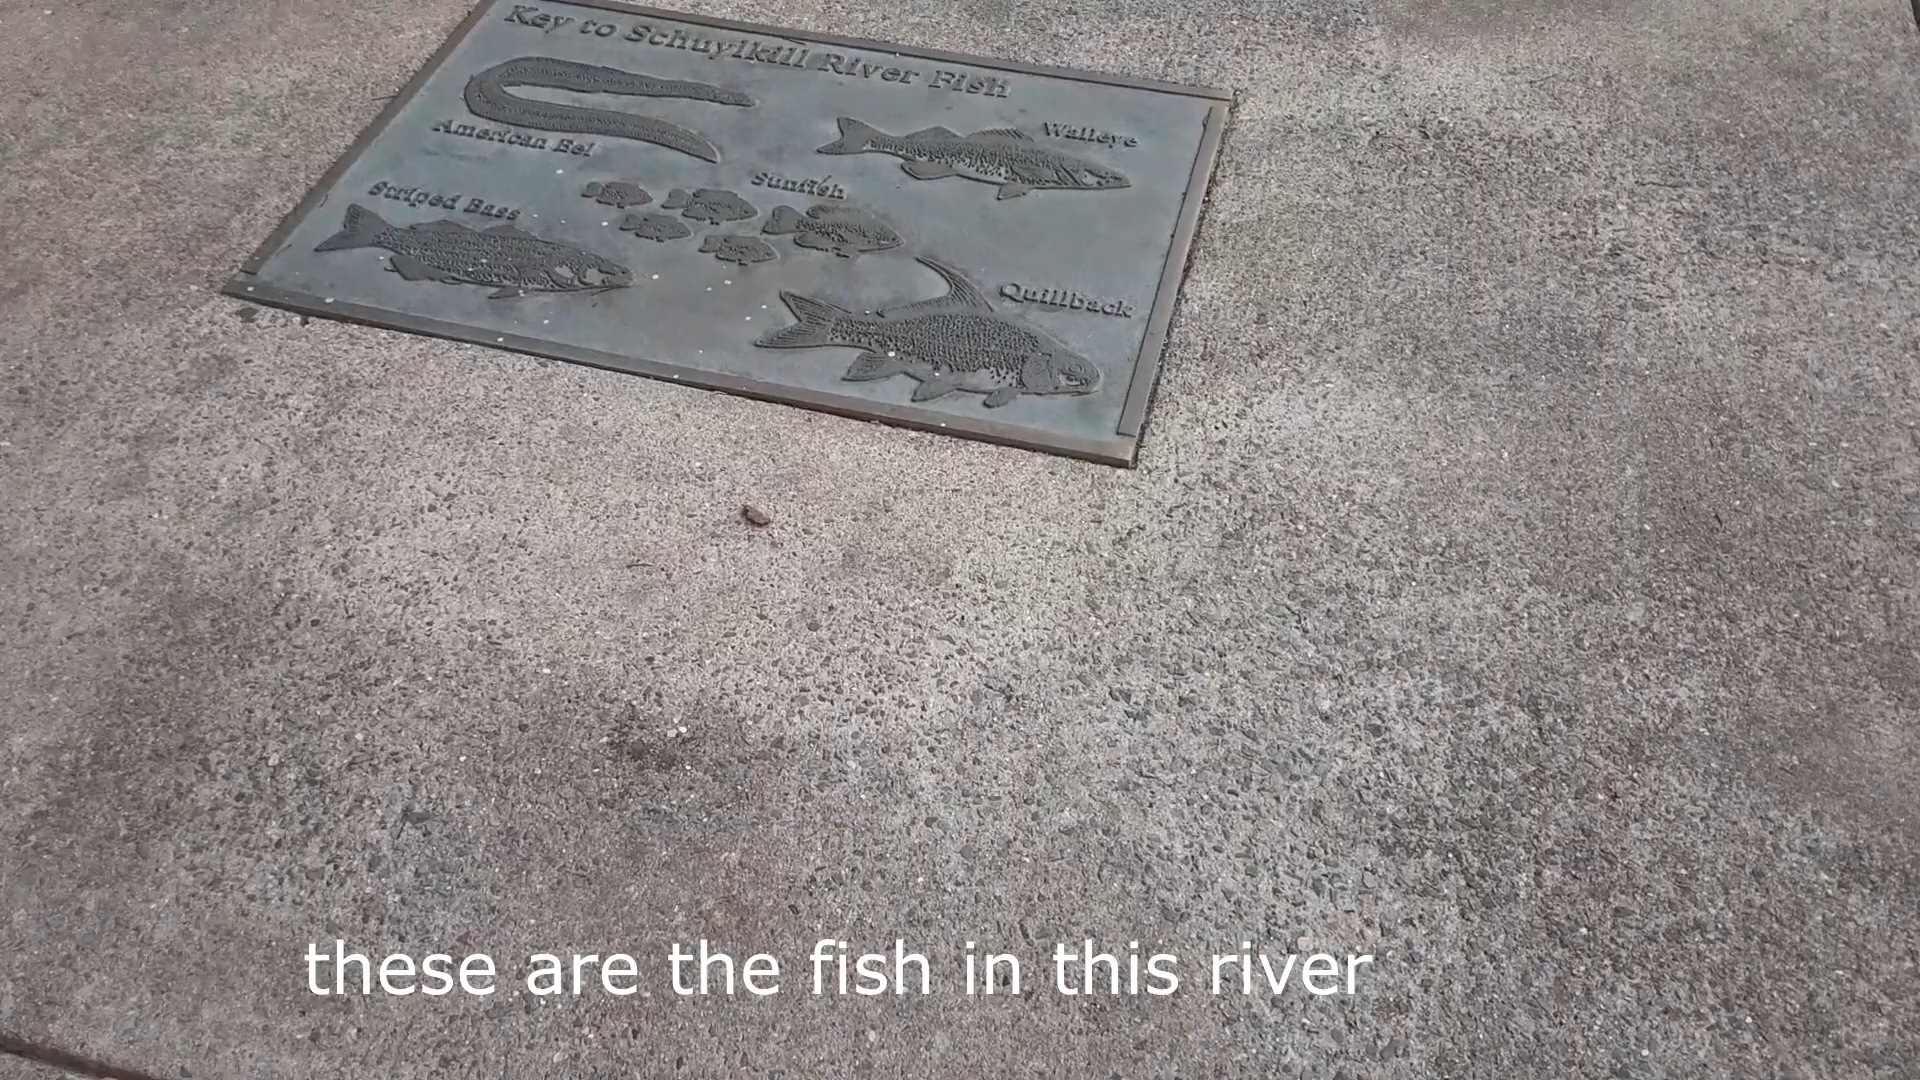 Key to Schuylkill River Fish
American Eel
Walleye
Sunfish
Striped Bass
Quillback
these are the fish in this river